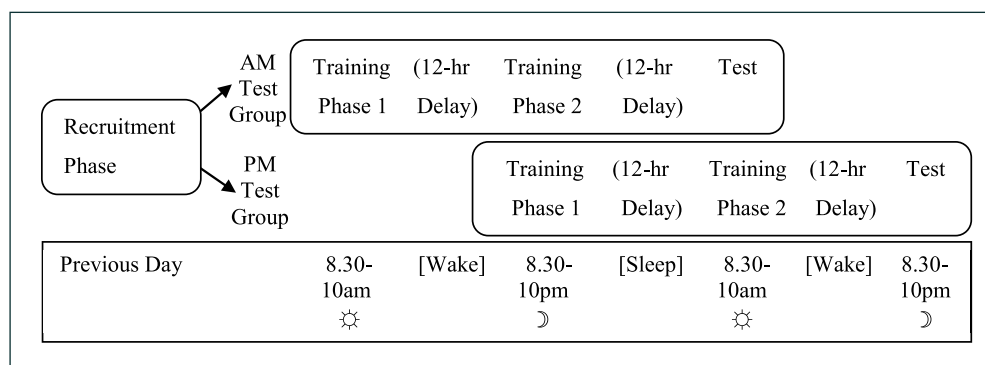 AM
Test
Group
Training (12-hr Training (12-hr Test
Phase 1 Delay) Phase 2 Delay)
Recruitment
Phase
PM
Test
Group
Training (12-hr Training (12-hr Test
Phase 1 Delay) Phase 2 Delay)
Previous Day 8.30- [Wake] 8.30- [Sleep] 8.30- [Wake] 8.30-
10am 10pm 10am 10pm